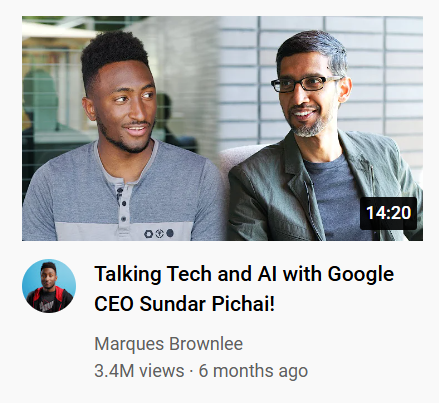 14:20
Talking Tech and AI with Google
CEO Sundar Pichai!
Marques Brownlee
3.4M views · 6 months ago